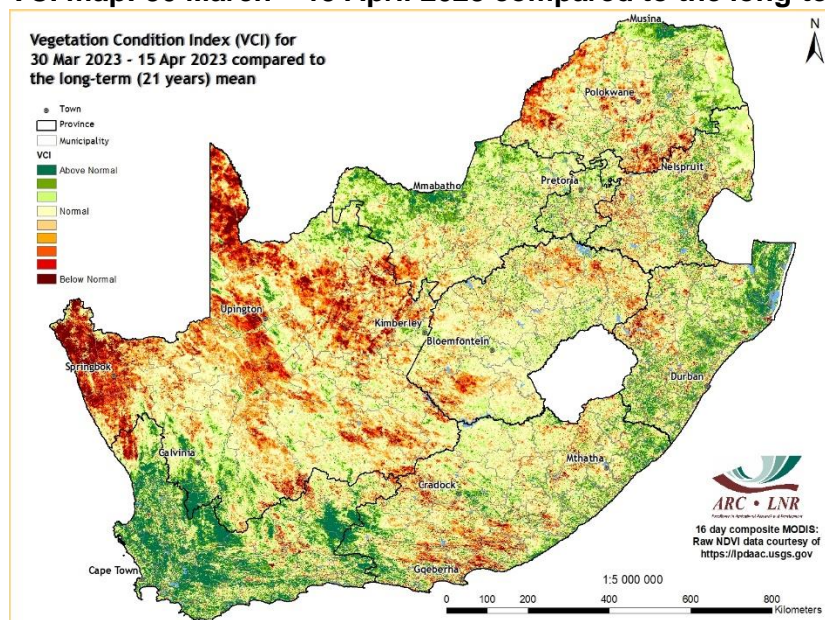 Vegetation Condition Index (VCI) for
30 Mar 2023 - 15 Apr 2023 compared to
the long-term (21 years) mean
Town
Province
Municipality
VCI
Above Normal
Normal
Below Normal
N
Musina
Polokwane
Nelspruit
Pretoria
Mmabatho
Upington
Kimberley
Bloemfontein
Springbok
Durban
Calvinia
Mthatha
Cradock
Cape Town
Gqeberha
ARC • LNR
16 day composite MODIS:
Raw NDVI data courtesy of
https://lpdaac.usgs.gov
1:5 000 000
0 100 200 400 600 800
Kilometers